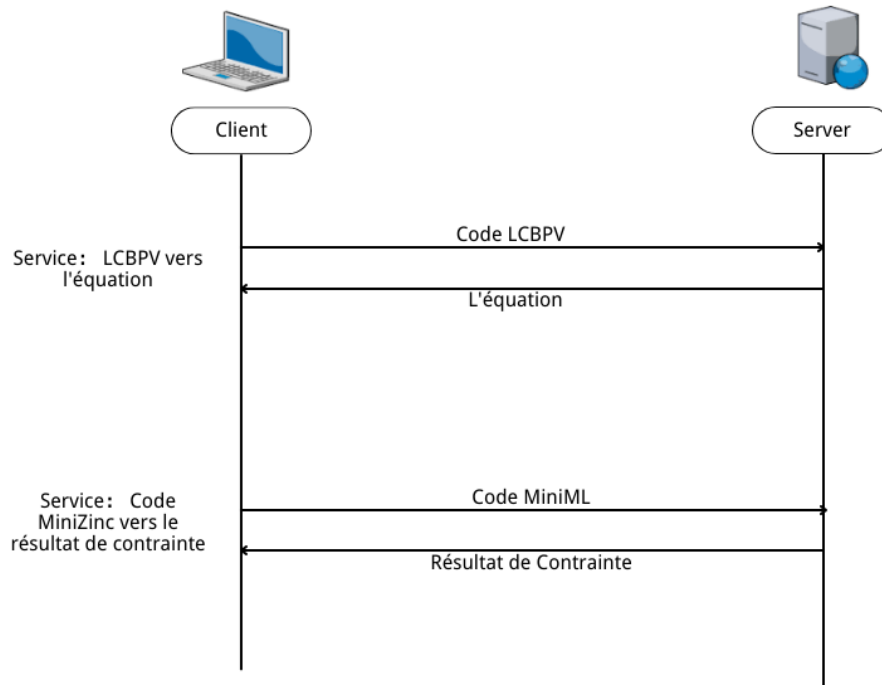 Client
Server
Code LCBPV
Service: LCBPV vers
l'équation
L'équation
Code MiniML
Service: Code
MiniZinc vers le
résultat de contrainte
Résultat de Contrainte